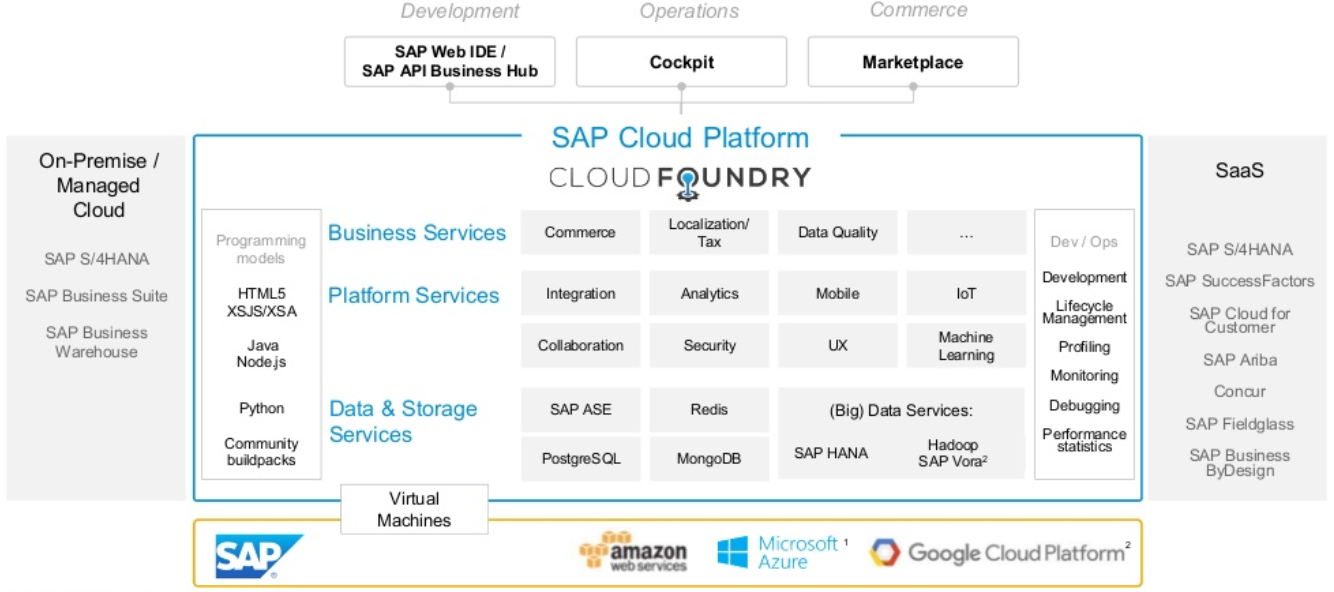 Development
Operations
Commerce
SAP Web IDE /
SAP API Business Hub
Cockpit
Marketplace
SAP Cloud Platform
CLOUD FOUNDRY
On-Premise /
Managed
Cloud
SAP S/4HANA
SAP Business Suite
SAP Business
Warehouse
Programming
models
HTML5
XSJS/XSA
Java
Node.js
Python
Community
buildpacks
Business Services
Commerce
Localization/
Tax
Data Quality
...
Platform Services
Integration
Analytics
Mobile
IoT
Collaboration
Security
UX
Machine
Learning
Data & Storage
Services
SAP ASE
Redis
(Big) Data Services:
PostgreSQL
MongoDB
SAP HANA
Hadoop
SAP Vora²
Dev / Ops
Development
Lifecycle
Management
Profiling
Monitoring
Debugging
Performance
statistics
SaaS
SAP S/4HANA
SAP SuccessFactors
SAP Cloud for
Customer
SAP Ariba
Concur
SAP Fieldglass
SAP Business
ByDesign
Virtual
Machines
SAP®
amazon
web services
Microsoft ¹
Azure
Google Cloud Platform²